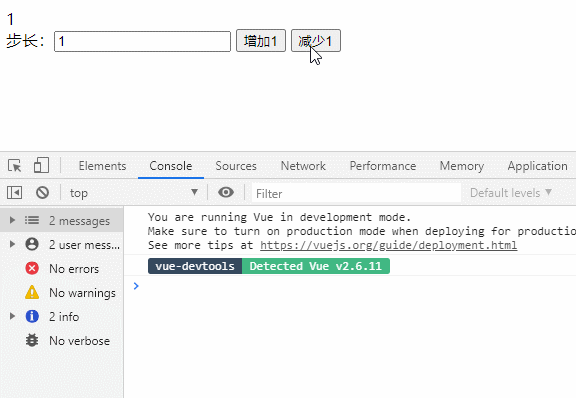 1
步长： 1 增加1 减少1
Elements Console Sources Network Performance Memory Application
top Filter Default levels ▼
2 messages
2 user mess...
No errors
No warnings
2 info
No verbose
You are running Vue in development mode.
Make sure to turn on production mode when deploying for productio
See more tips at https://vuejs.org/guide/deployment.html
vue-devtools Detected Vue v2.6.11